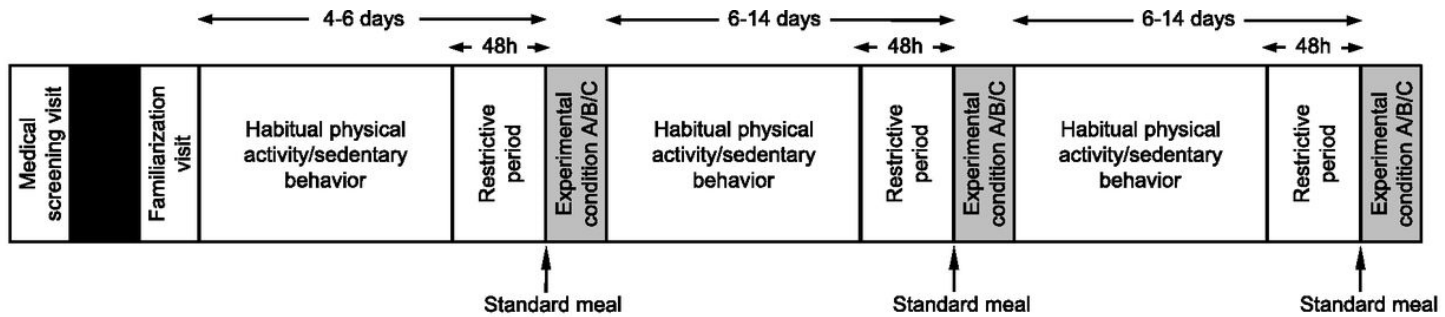 4-6 days
6-14 days
6-14 days
48h
48h
48h
Medical
screening visit
Familiarization
visit
Habitual physical
activity/sedentary
behavior
Restrictive
period
Experimental
condition A/B/C
Habitual physical
activity/sedentary
behavior
Restrictive
period
Experimental
condition A/B/C
Habitual physical
activity/sedentary
behavior
Restrictive
period
Experimental
condition A/B/C
Standard meal
Standard meal
Standard meal